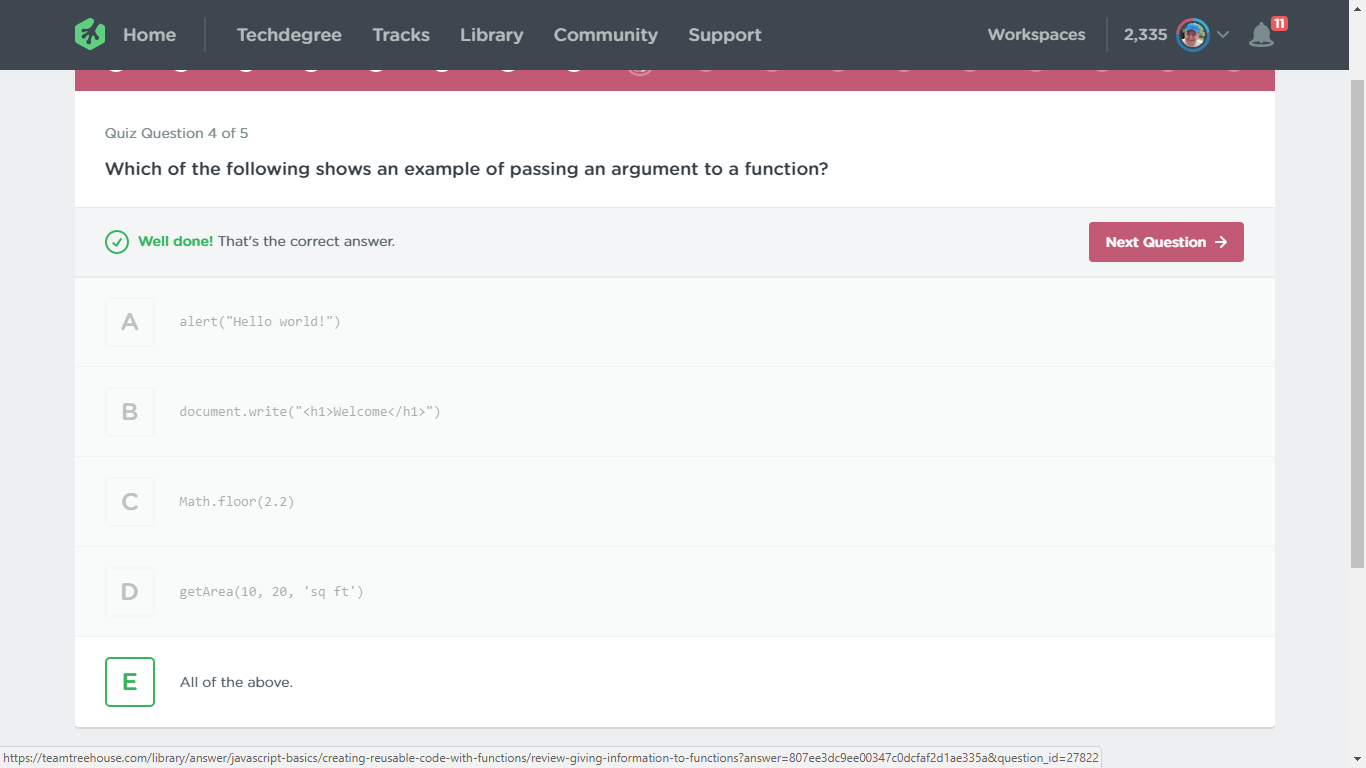 Home Techdegree Tracks Library Community Support Workspaces 2,335 11
Quiz Question 4 of 5
Which of the following shows an example of passing an argument to a function?
Well done! That's the correct answer. Next Question →
A alert("Hello world!")
B document.write("<h1>Welcome</h1>")
C Math.floor(2.2)
D getArea(10, 20, 'sq ft')
E All of the above.
https://teamtreehouse.com/library/answer/javascript-basics/creating-reusable-code-with-functions/review-giving-information-to-functions?answer=807ee3dc9ee00347c0dcfaf2d1ae335a&question_id=27822